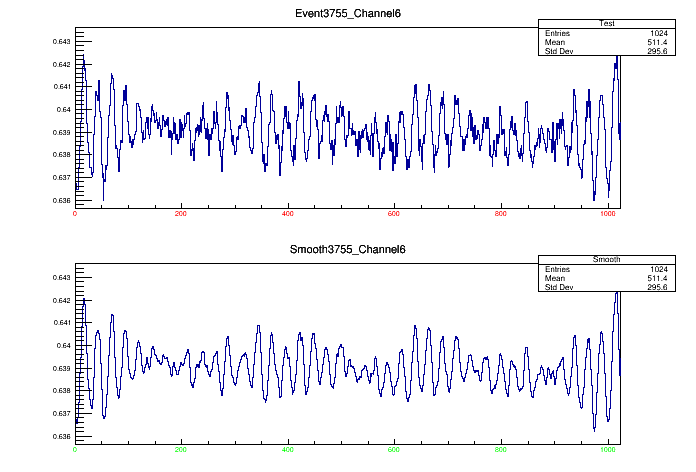 Event3755_Channel6
Test
Entries 1024
Mean 511.4
Std Dev 295.6
0.643
0.642
0.641
0.64
0.639
0.638
0.637
0.636
0 200 400 600 800 1000
Smooth3755_Channel6
Smooth
Entries 1024
Mean 511.4
Std Dev 295.6
0.643
0.642
0.641
0.64
0.639
0.638
0.637
0.636
0 200 400 600 800 1000